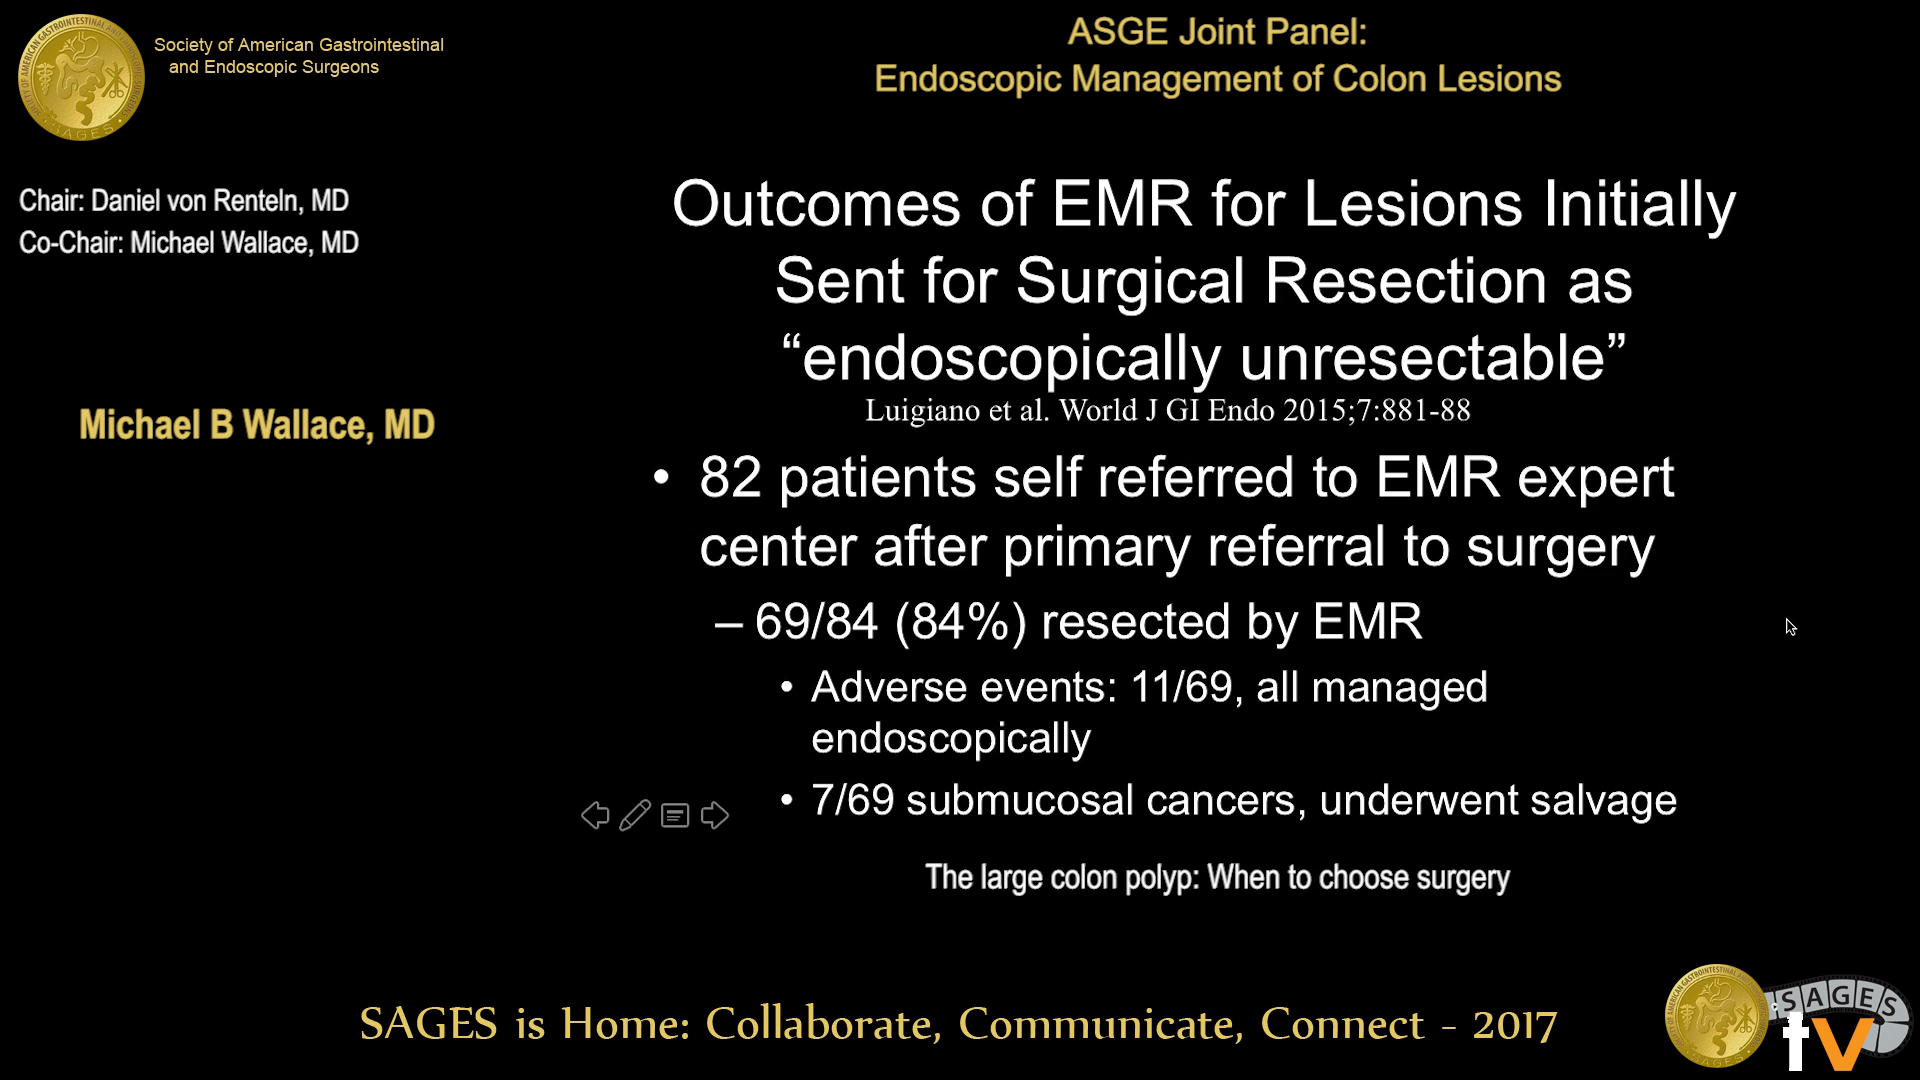 Society of American Gastrointestinal
and Endoscopic Surgeons
ASGE Joint Panel:
Endoscopic Management of Colon Lesions
Chair: Daniel von Renteln, MD
Co-Chair: Michael Wallace, MD
Michael B Wallace, MD
Outcomes of EMR for Lesions Initially
Sent for Surgical Resection as
“endoscopically unresectable”
Luigiano et al. World J GI Endo 2015;7:881-88
• 82 patients self referred to EMR expert
center after primary referral to surgery
– 69/84 (84%) resected by EMR
• Adverse events: 11/69, all managed
endoscopically
• 7/69 submucosal cancers, underwent salvage
The large colon polyp: When to choose surgery
SAGES is Home: Collaborate, Communicate, Connect - 2017
SAGES
tv